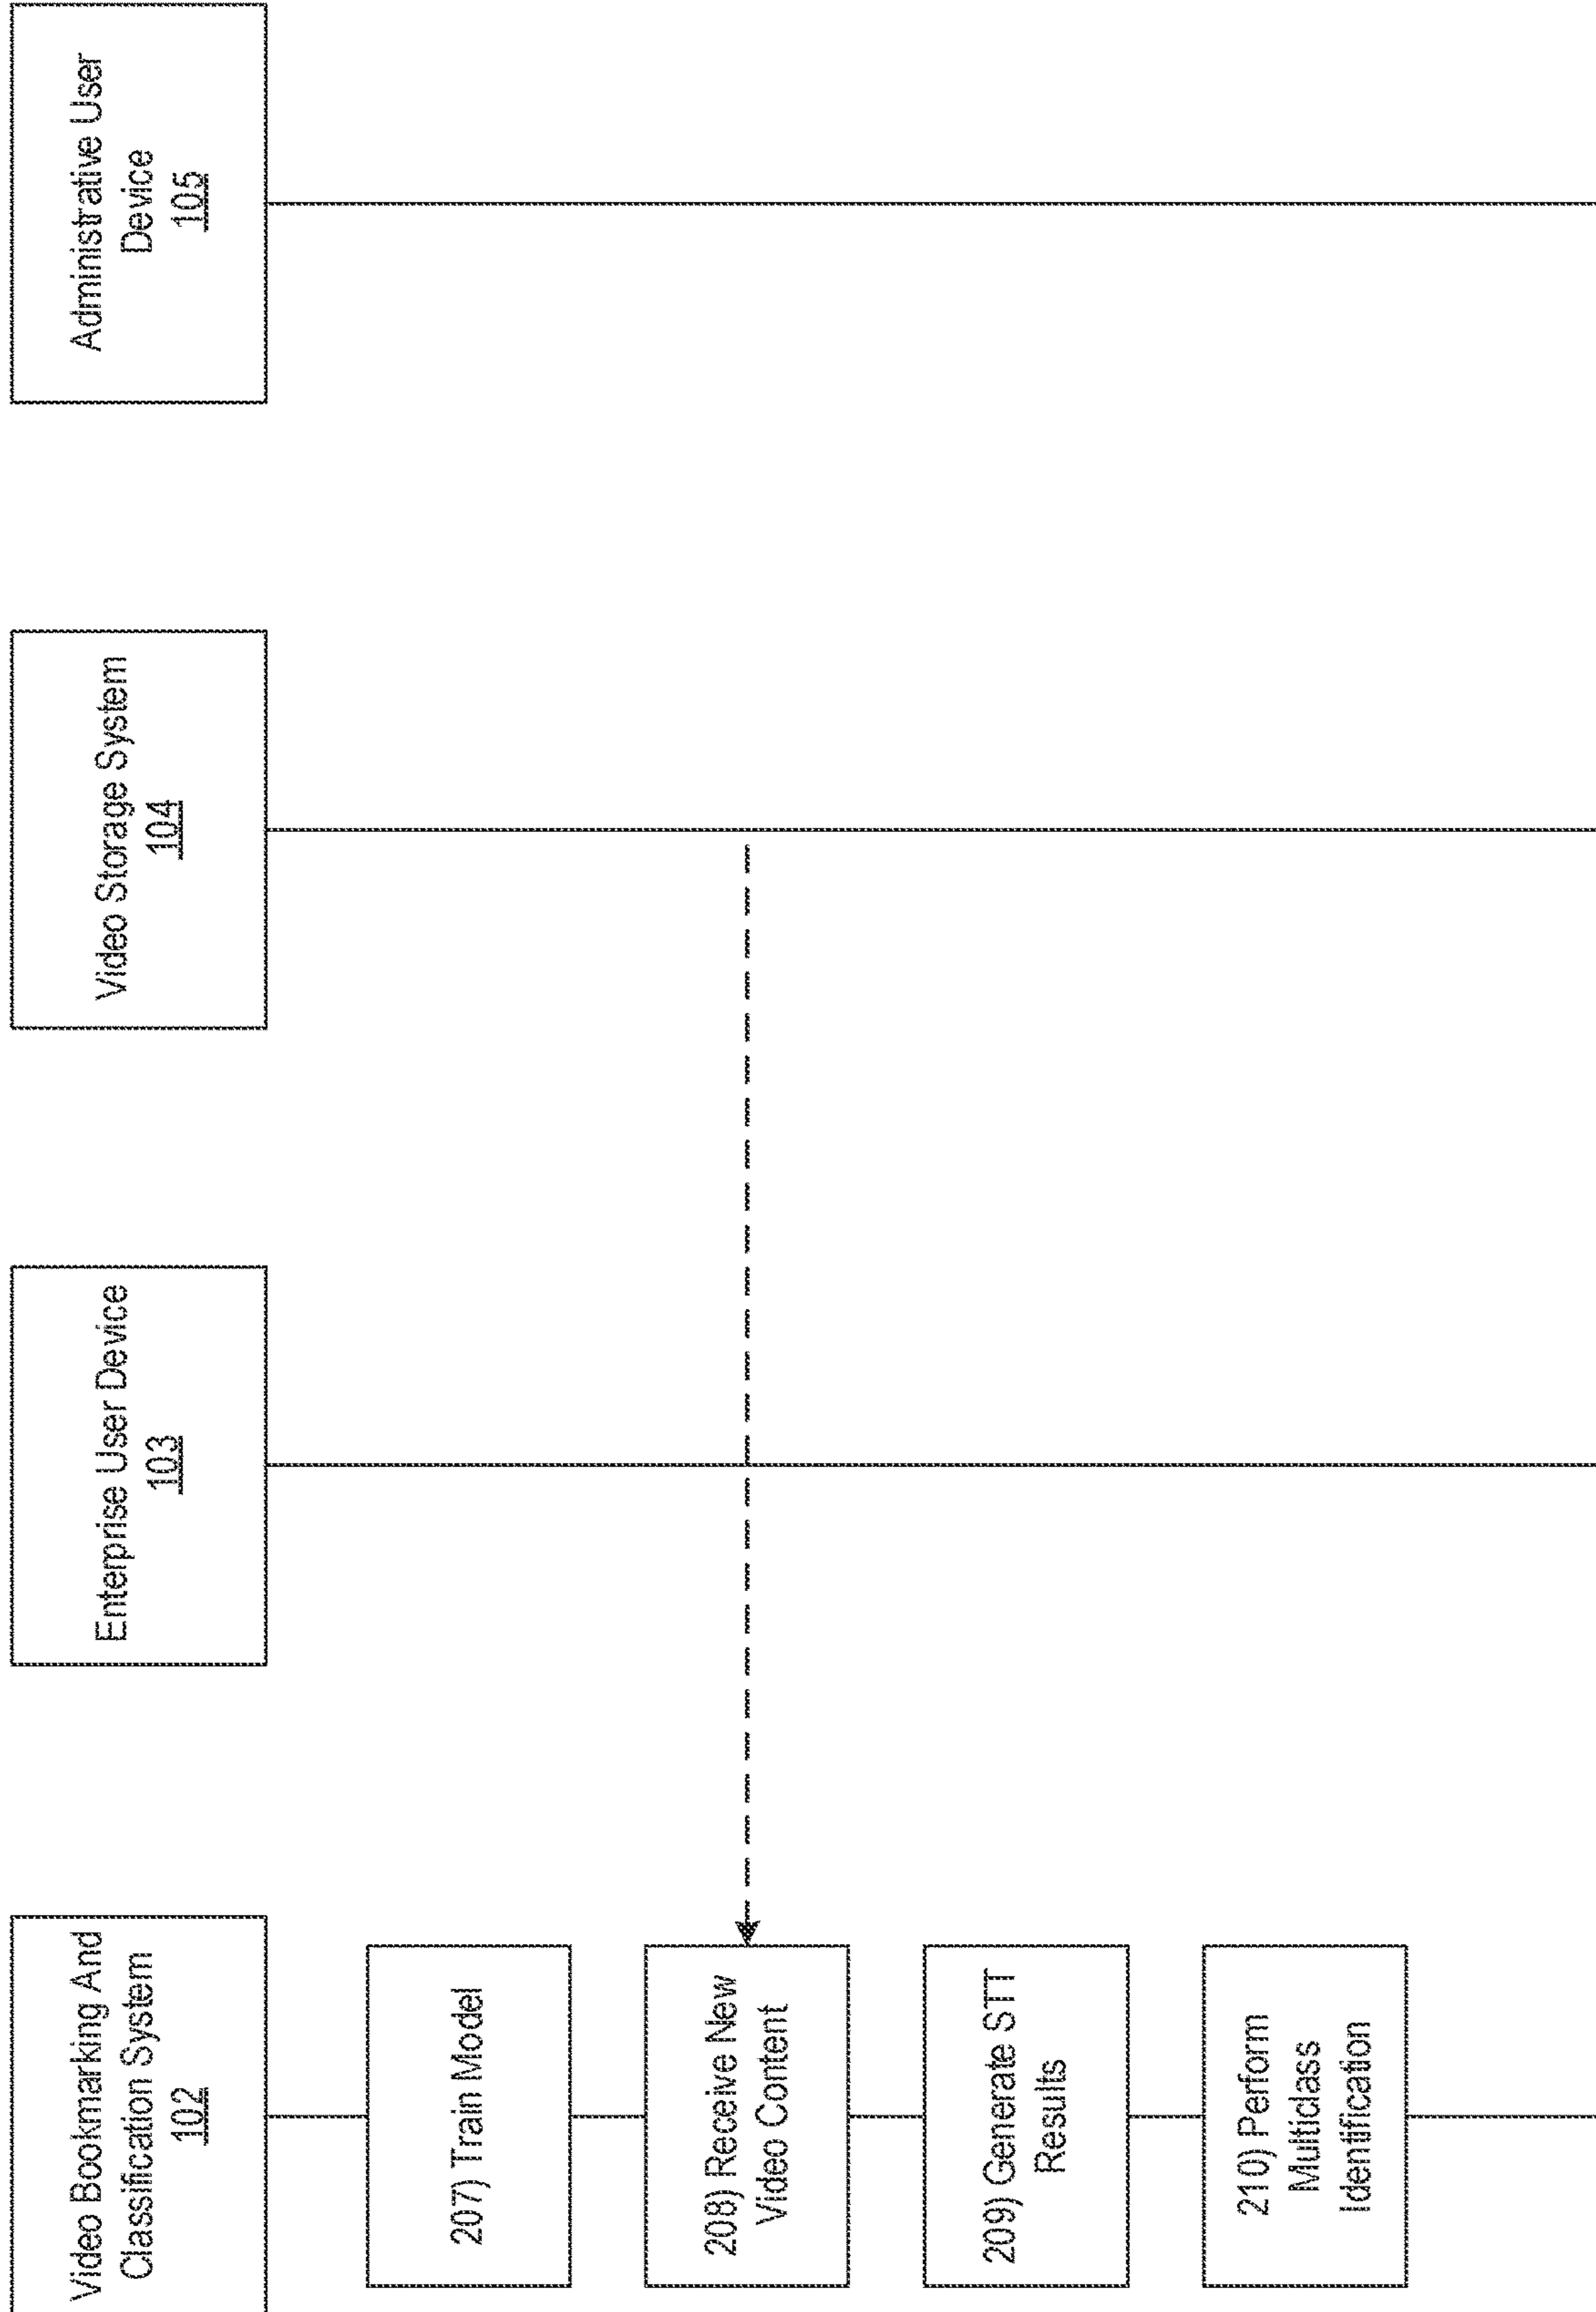 Video Bookmarking And
Classification System
102
Enterprise User Device
103
Video Storage System
104
Administrative User
Device
105
207) Train Model
208) Receive New
Video Content
209) Generate STT
Results
210) Perform
Multiclass
Identification